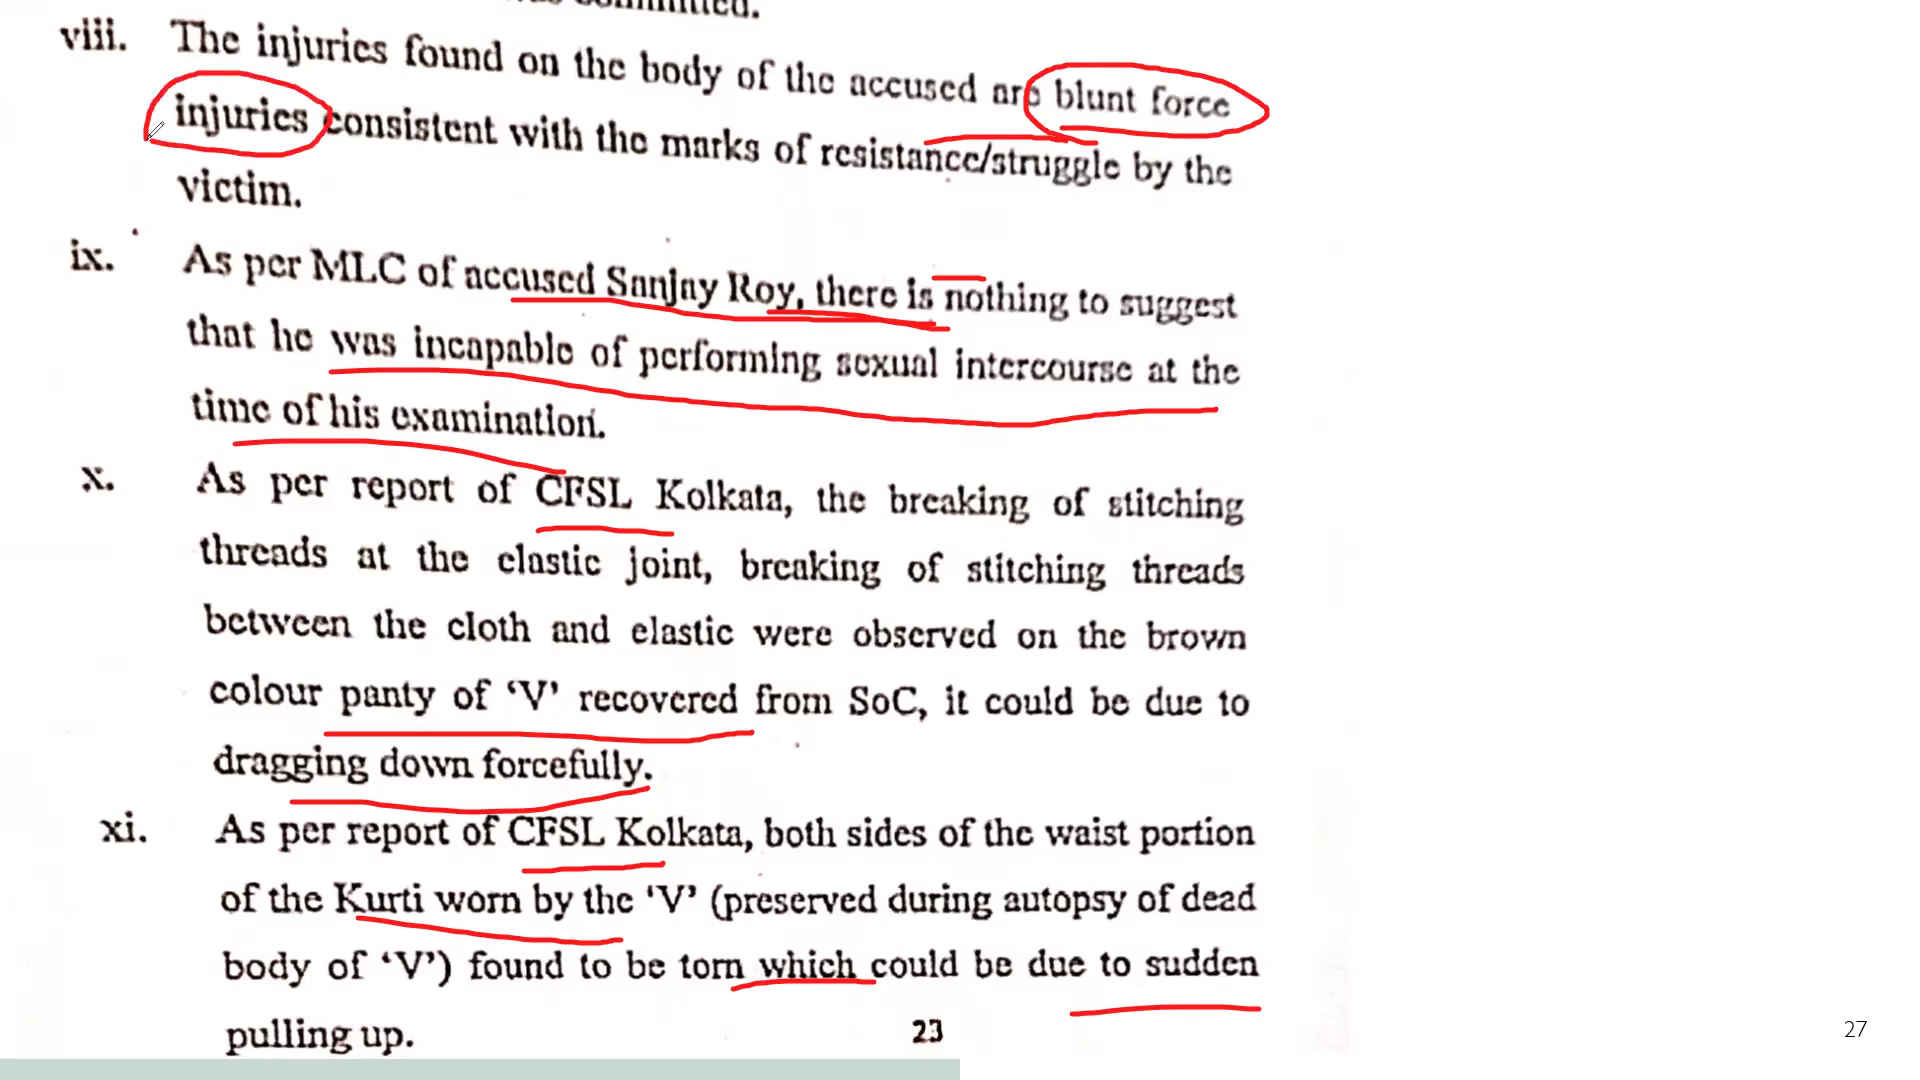 committed.
viii. The injuries found on the body of the accused are blunt force
injuries consistent with the marks of resistance/struggle by the
victim.
ix. As per MLC of accused Sanjay Roy, there is nothing to suggest
that he was incapable of performing sexual intercourse at the
time of his examination.
x. As per report of CFSL Kolkata, the breaking of stitching
threads at the elastic joint, breaking of stitching threads
between the cloth and elastic were observed on the brown
colour panty of ‘V’ recovered from SoC, it could be due to
dragging down forcefully.
xi. As per report of CFSL Kolkata, both sides of the waist portion
of the Kurti worn by the ‘V’ (preserved during autopsy of dead
body of ‘V’) found to be torn which could be due to sudden
pulling up.
23
27